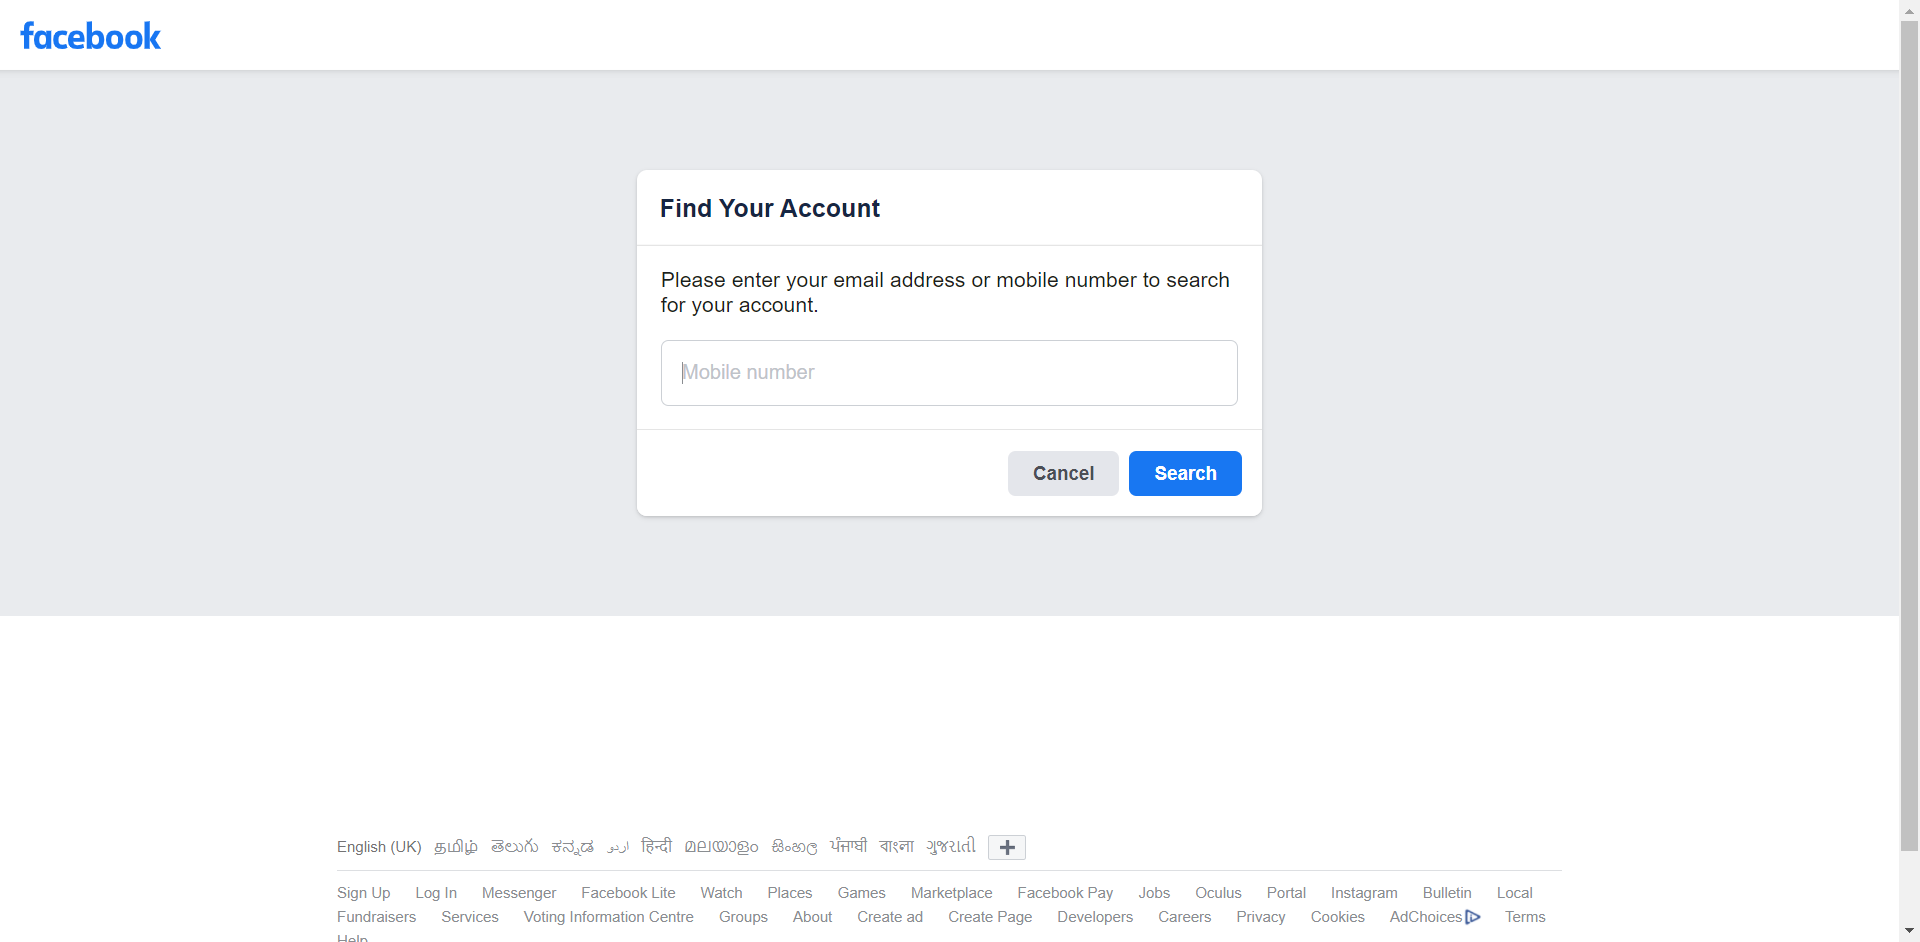 facebook
Find Your Account
Please enter your email address or mobile number to search
for your account.
Mobile number
Cancel Search
English (UK) தமிழ் తెలుగు ಕನ್ನಡ اردو हिन्दी മലയാളം සිංහල ਪੰਜਾਬੀ বাংলা ગુજરાતી
Sign Up Log In Messenger Facebook Lite Watch Places Games Marketplace Facebook Pay Jobs Oculus Portal Instagram Bulletin Local
Fundraisers Services Voting Information Centre Groups About Create ad Create Page Developers Careers Privacy Cookies AdChoices Terms
Help